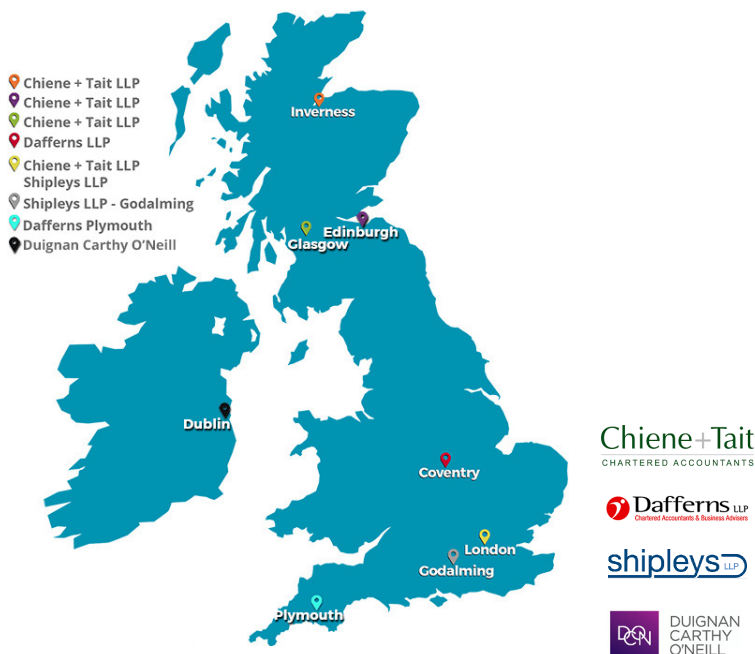 Chiene + Tait LLP
Chiene + Tait LLP
Chiene + Tait LLP
Dafferns LLP
Chiene + Tait LLP
Shipleys LLP
Shipleys LLP - Godalming
Dafferns Plymouth
Duignan Carthy O'Neill
Inverness
Edinburgh
Glasgow
Dublin
Coventry
London
Godalming
Plymouth
Chiene+Tait
CHARTERED ACCOUNTANTS
Dafferns LLP
Chartered Accountants & Business Advisers
shipleys LLP
DCON
DUIGNAN
CARTHY
O'NEILL